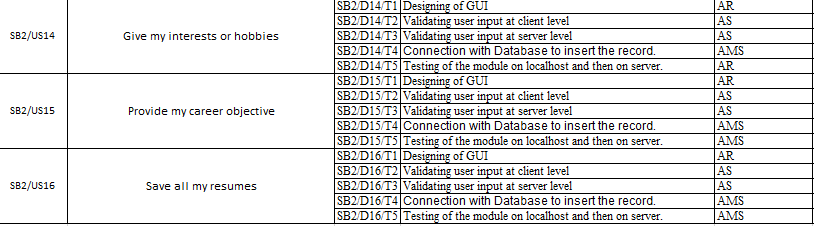 SB2/D14/T1 Designing of GUI AR
SB2/D14/T2 Validating user input at client level AS
SB2/US14 Give my interests or hobbies SB2/D14/T3 Validating user input at server level AS
SB2/D14/T4 Connection with Database to insert the record. AMS
SB2/D14/T5 Testing of the module on localhost and then on server. AR
SB2/D15/T1 Designing of GUI AR
SB2/D15/T2 Validating user input at client level AS
SB2/US15 Provide my career objective SB2/D15/T3 Validating user input at server level AS
SB2/D15/T4 Connection with Database to insert the record. AMS
SB2/D15/T5 Testing of the module on localhost and then on server. AMS
SB2/D16/T1 Designing of GUI AR
SB2/D16/T2 Validating user input at client level AS
SB2/US16 Save all my resumes SB2/D16/T3 Validating user input at server level AS
SB2/D16/T4 Connection with Database to insert the record. AMS
SB2/D16/T5 Testing of the module on localhost and then on server. AMS